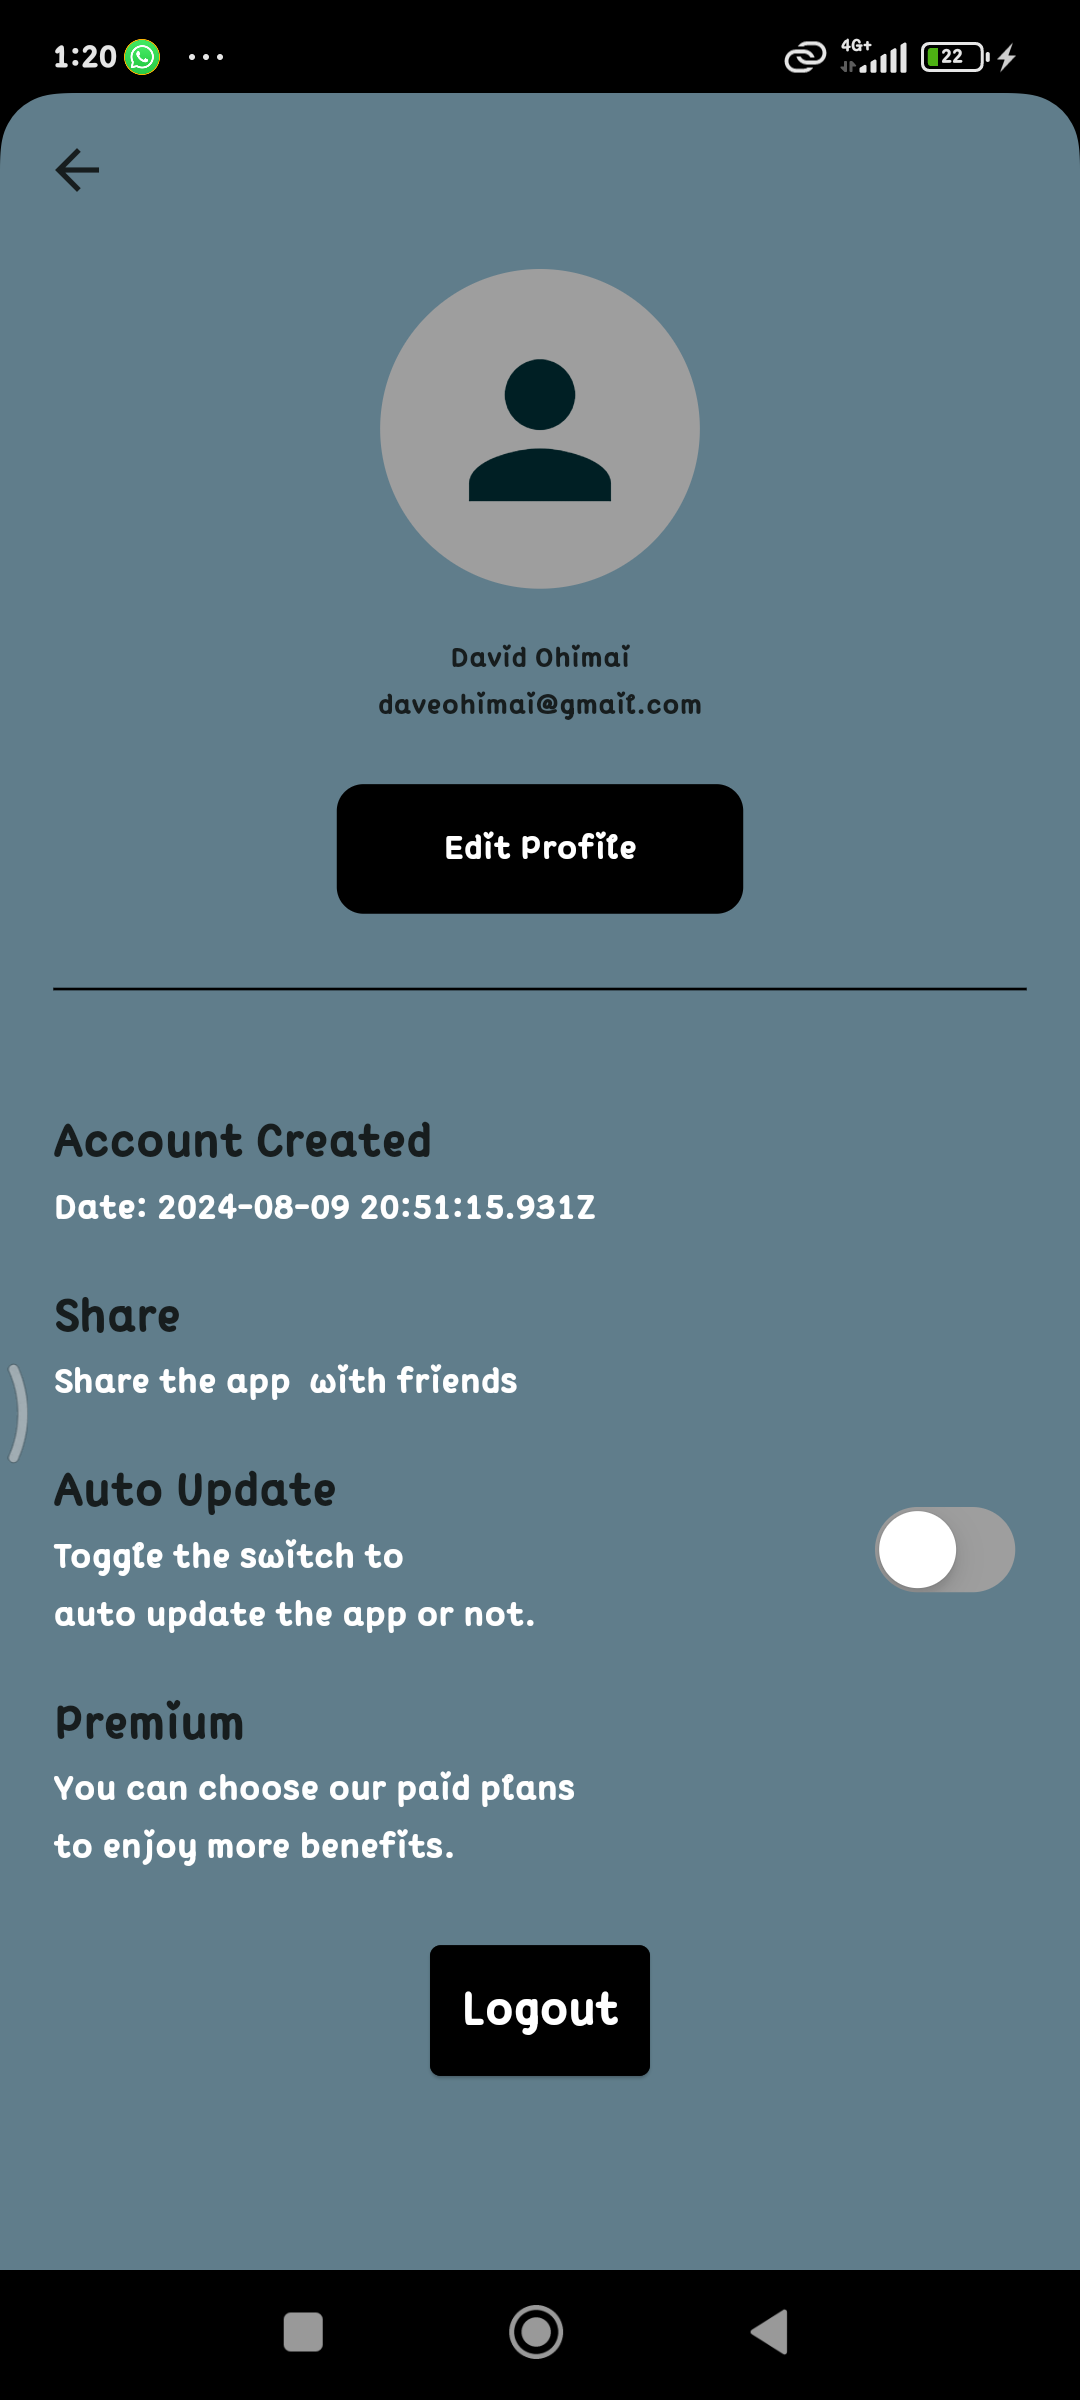 1:20
4G+
22
David Ohimai
daveohimai@gmail.com
Edit Profile
Account Created
Date: 2024-08-09 20:51:15.931Z
Share
Share the app  with friends
Auto Update
Toggle the switch to
auto update the app or not.
Premium
You can choose our paid plans
to enjoy more benefits.
Logout